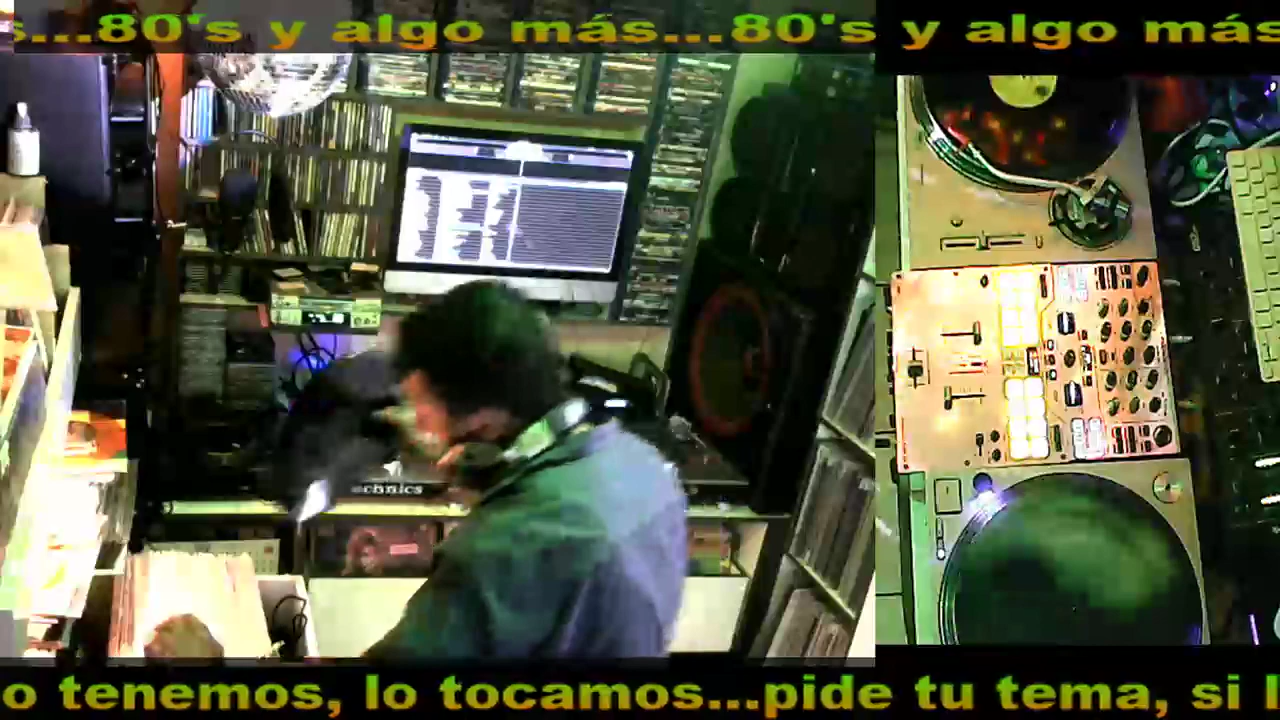 ...80's y algo más...80's y algo más
echnics
o tenemos, lo tocamos...pide tu tema, si l